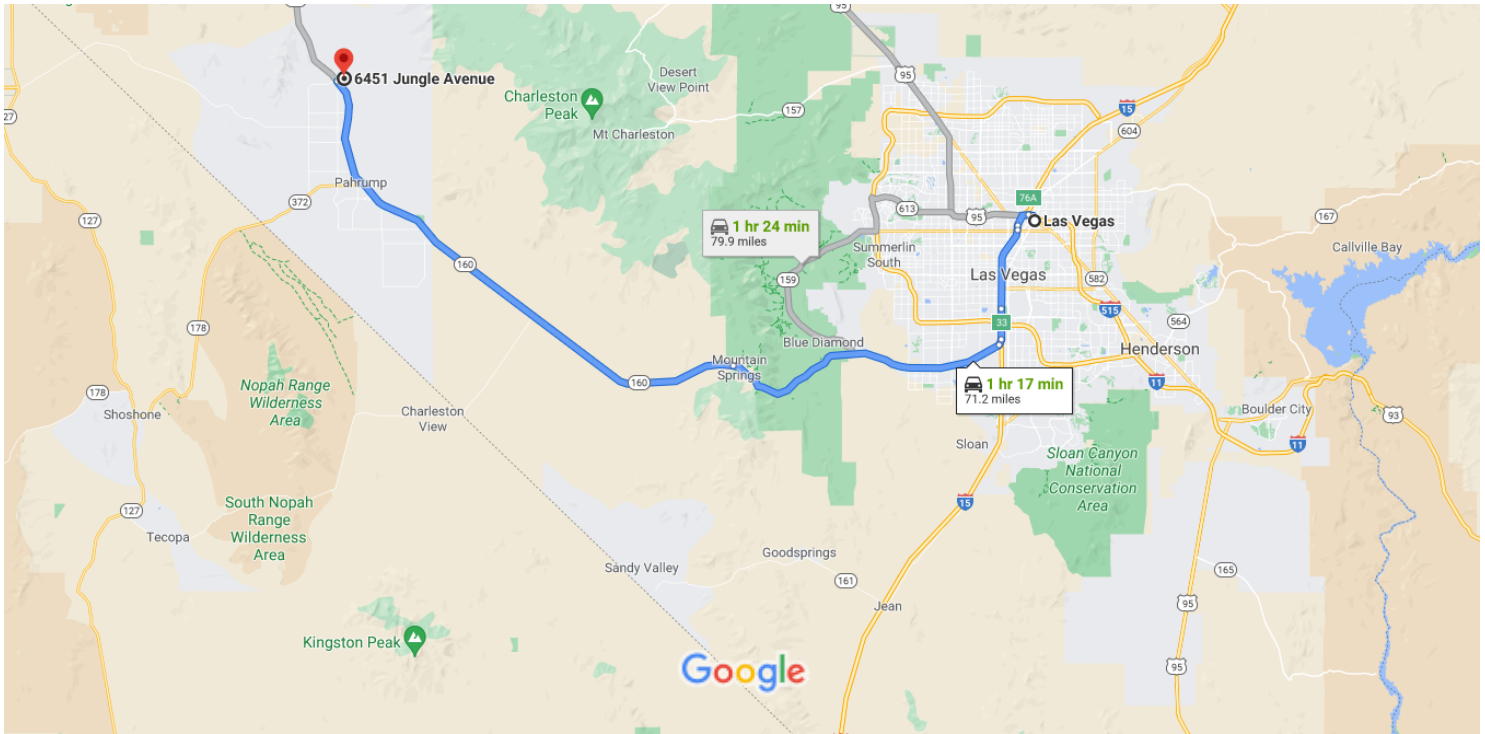 95
15
6451 Jungle Avenue
Desert
View Point
95
27
Charleston
Peak
157
15
604
Mt Charleston
Pahrump
372
127
76A
613
95
Las Vegas
167
1 hr 24 min
79.9 miles
Summerlin
South
Callville Bay
160
159
Las Vegas
582
515
564
33
178
Blue Diamond
Henderson
Mountain
Springs
160
1 hr 17 min
71.2 miles
11
Nopah Range
Wilderness
Area
178
Shoshone
Charleston
View
Boulder City
93
Sloan
11
Sloan Canyon
National
Conservation
Area
15
South Nopah
Range
Wilderness
Area
127
Tecopa
Goodsprings
Sandy Valley
161
165
Jean
95
Kingston Peak
Google
95